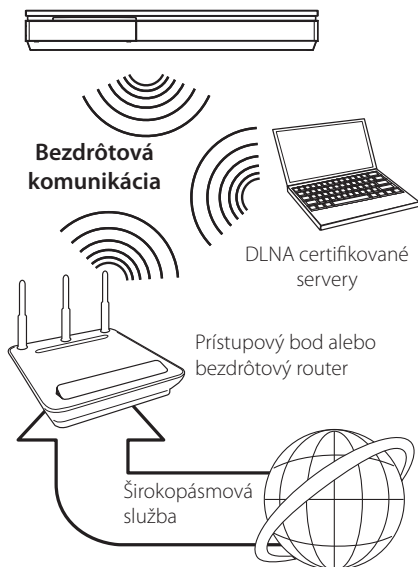 Bezdrôtová
komunikácia
DLNA certifikované
servery
Prístupový bod alebo
bezdrôtový router
Širokopásmová
služba